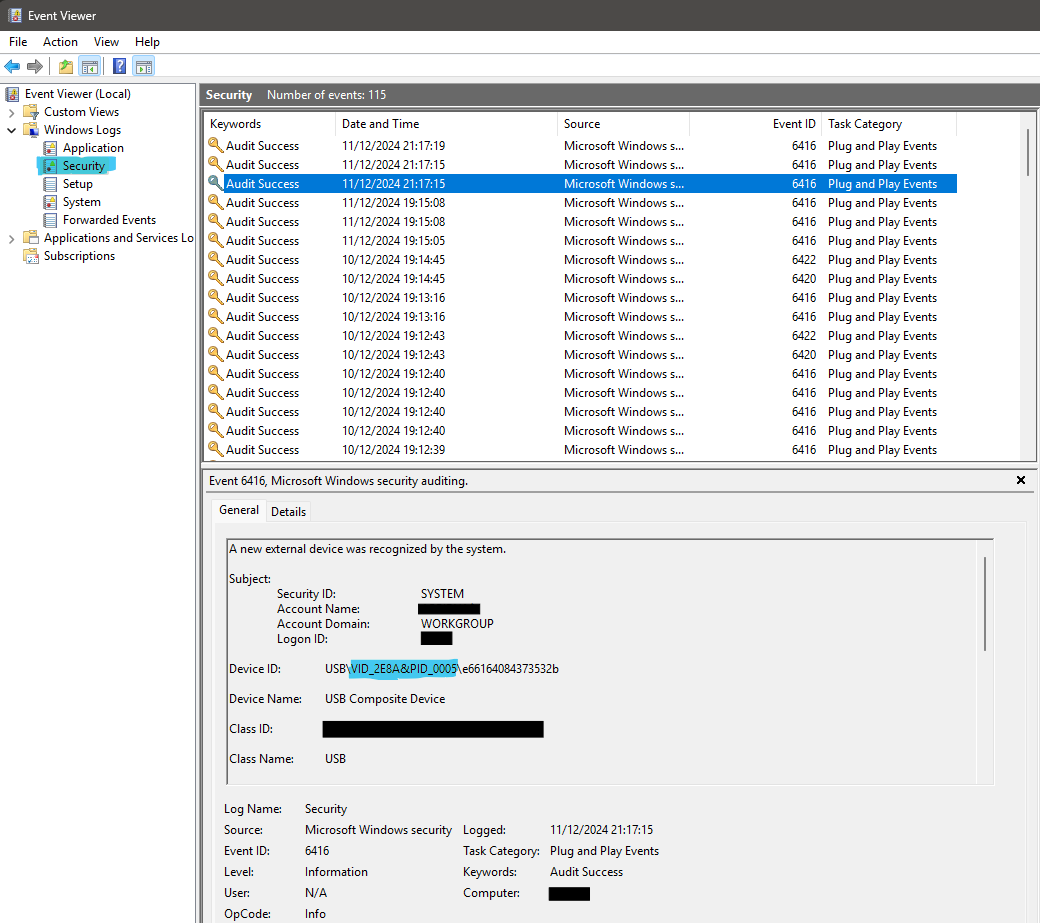 Event Viewer
File Action View Help
Event Viewer (Local)
Custom Views
Windows Logs
Application
Security
Setup
System
Forwarded Events
Applications and Services Lo
Subscriptions
Security Number of events: 115
Keywords Date and Time Source Event ID Task Category
Audit Success 11/12/2024 21:17:19 Microsoft Windows s... 6416 Plug and Play Events
Audit Success 11/12/2024 21:17:15 Microsoft Windows s... 6416 Plug and Play Events
Audit Success 11/12/2024 21:17:15 Microsoft Windows s... 6416 Plug and Play Events
Audit Success 11/12/2024 19:15:08 Microsoft Windows s... 6416 Plug and Play Events
Audit Success 11/12/2024 19:15:08 Microsoft Windows s... 6416 Plug and Play Events
Audit Success 11/12/2024 19:15:05 Microsoft Windows s... 6416 Plug and Play Events
Audit Success 10/12/2024 19:14:45 Microsoft Windows s... 6422 Plug and Play Events
Audit Success 10/12/2024 19:14:45 Microsoft Windows s... 6420 Plug and Play Events
Audit Success 10/12/2024 19:13:16 Microsoft Windows s... 6416 Plug and Play Events
Audit Success 10/12/2024 19:13:16 Microsoft Windows s... 6416 Plug and Play Events
Audit Success 10/12/2024 19:12:43 Microsoft Windows s... 6422 Plug and Play Events
Audit Success 10/12/2024 19:12:43 Microsoft Windows s... 6420 Plug and Play Events
Audit Success 10/12/2024 19:12:40 Microsoft Windows s... 6416 Plug and Play Events
Audit Success 10/12/2024 19:12:40 Microsoft Windows s... 6416 Plug and Play Events
Audit Success 10/12/2024 19:12:40 Microsoft Windows s... 6416 Plug and Play Events
Audit Success 10/12/2024 19:12:40 Microsoft Windows s... 6416 Plug and Play Events
Audit Success 10/12/2024 19:12:39 Microsoft Windows s... 6416 Plug and Play Events
Event 6416, Microsoft Windows security auditing.
General Details
A new external device was recognized by the system.
Subject:
Security ID: SYSTEM
Account Name:
Account Domain: WORKGROUP
Logon ID:
Device ID: USB\VID_2E8A&PID_0005\e66164084373532b
Device Name: USB Composite Device
Class ID:
Class Name: USB
Log Name: Security
Source: Microsoft Windows security Logged: 11/12/2024 21:17:15
Event ID: 6416 Task Category: Plug and Play Events
Level: Information Keywords: Audit Success
User: N/A Computer:
OpCode: Info